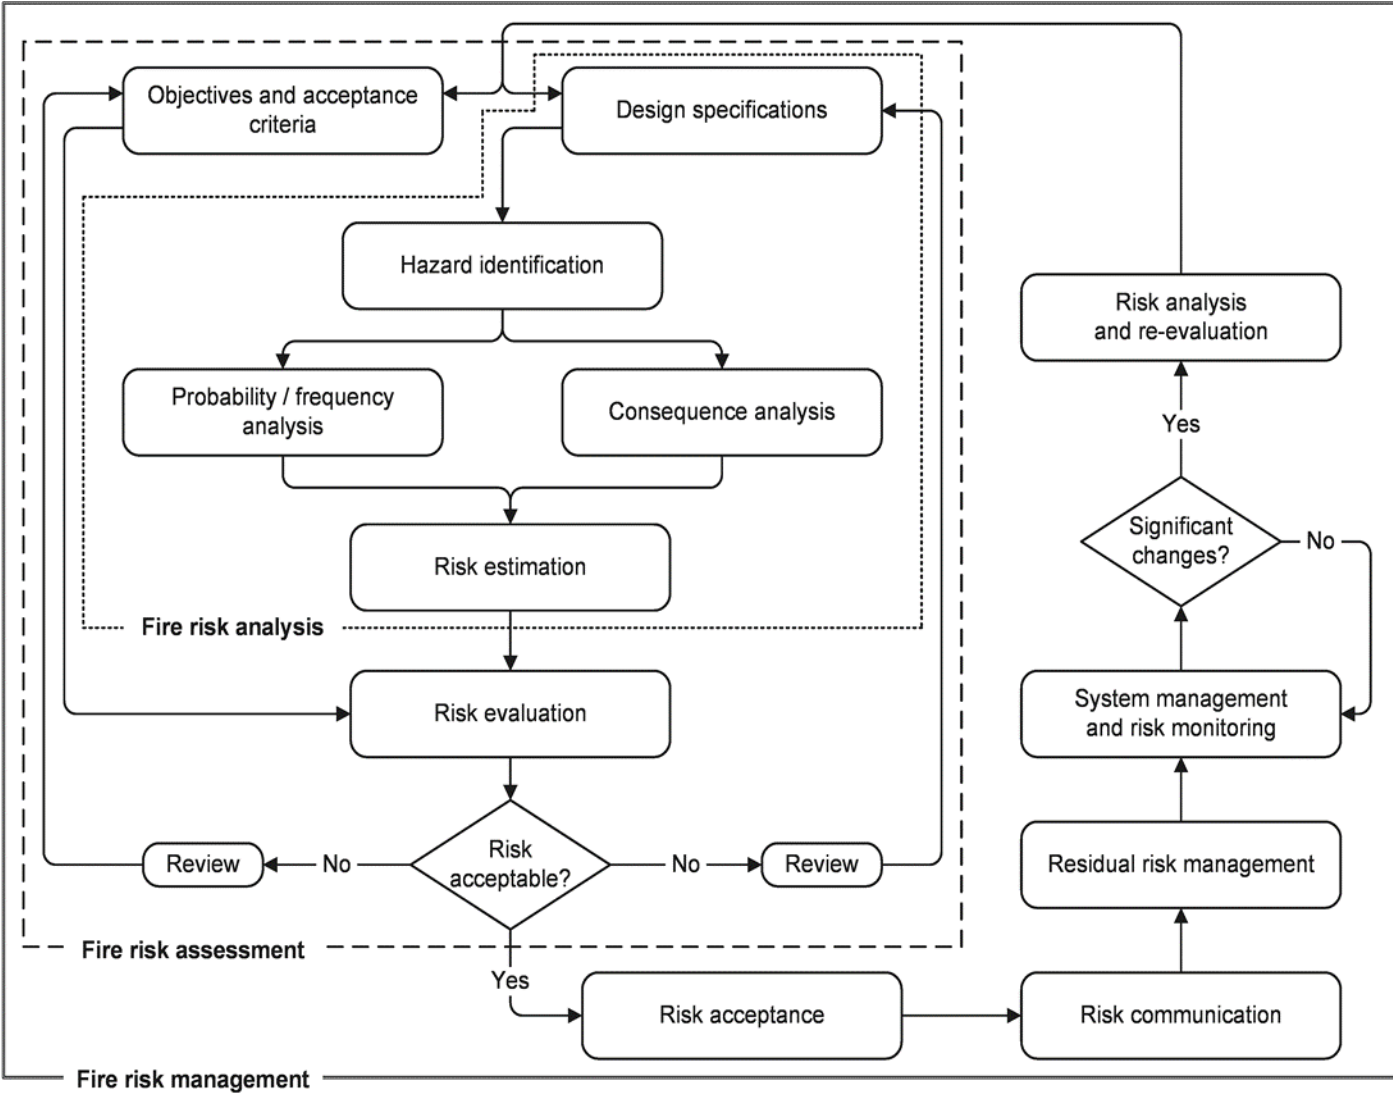 Objectives and acceptance
criteria
Design specifications
Hazard identification
Probability / frequency
analysis
Consequence analysis
Risk estimation
Fire risk analysis
Risk evaluation
Risk
acceptable?
No
Review
No
Review
Fire risk assessment
Yes
Risk acceptance
Risk communication
Residual risk management
System management
and risk monitoring
Significant
changes?
No
Yes
Risk analysis
and re-evaluation
Fire risk management